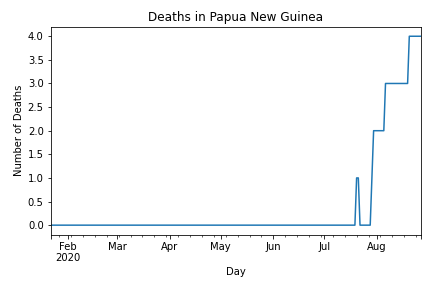 Deaths in Papua New Guinea
4.0
3.5
3.0
2.5
2.0
1.5
1.0
0.5
0.0
Number of Deaths
Feb Mar Apr May Jun Jul Aug
2020
Day